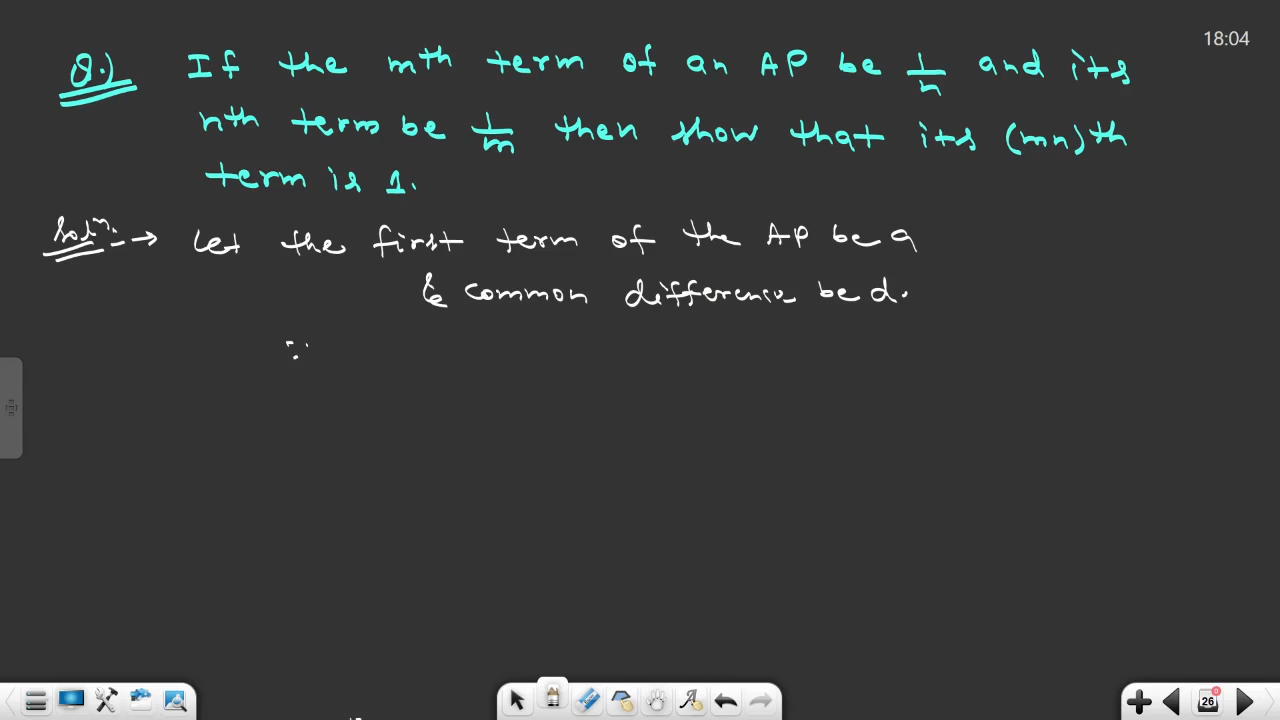 18:04
Q.) If the mth term of an AP be 1/n and its
nth term be 1/m then show that its (mn)th
term is 1.
Solⁿ. → Let the first term of the AP be a
& common difference be d.
∵
26
0